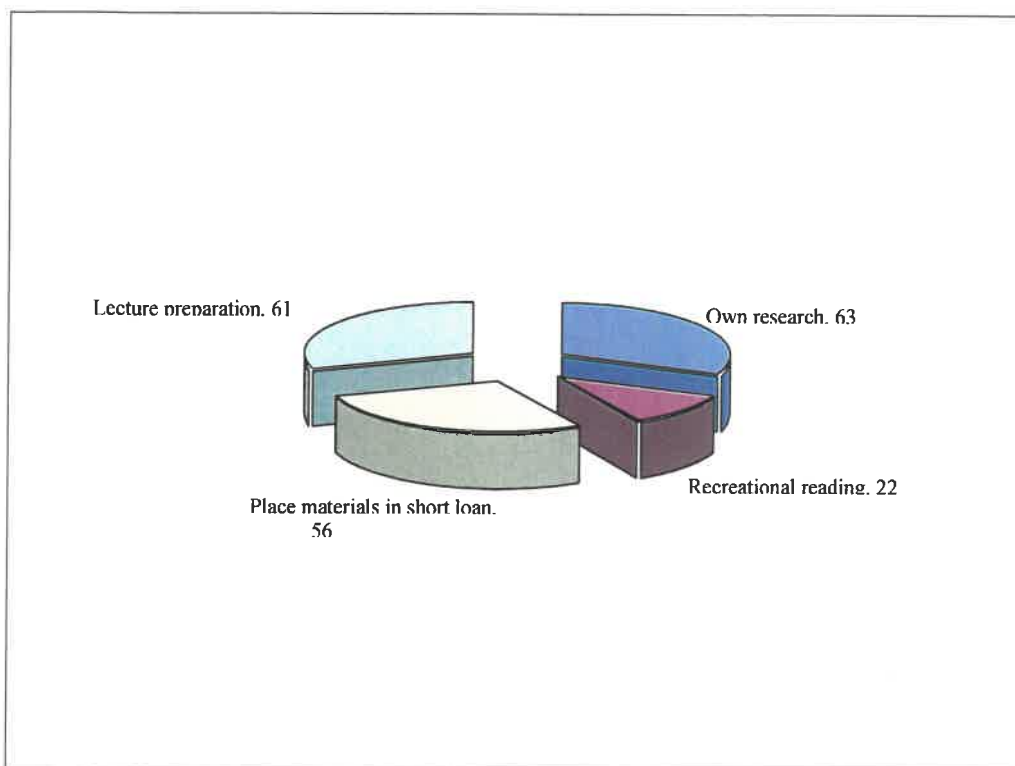 Lecture preparation. 61
Own research. 63
Recreational reading. 22
Place materials in short loan.
56